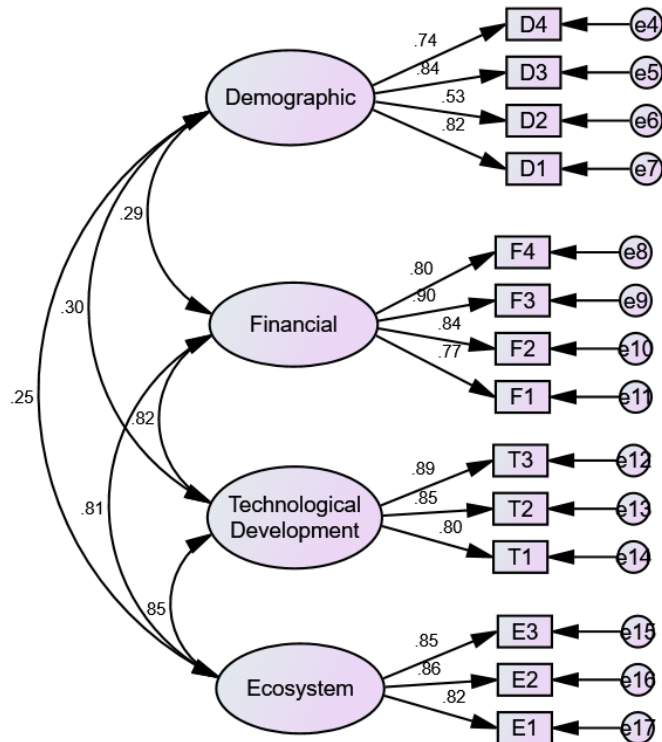 D4
e4
.74
.84
D3
e5
Demographic
.53
D2
e6
.82
D1
e7
.29
F4
e8
.80
.90
F3
e9
.30
Financial
.84
F2
e10
.77
.25
.82
F1
e11
T3
e12
.89
.85
.81
Technological
Development
T2
e13
.80
T1
e14
.85
E3
e15
.85
.86
Ecosystem
E2
e16
.82
E1
e17